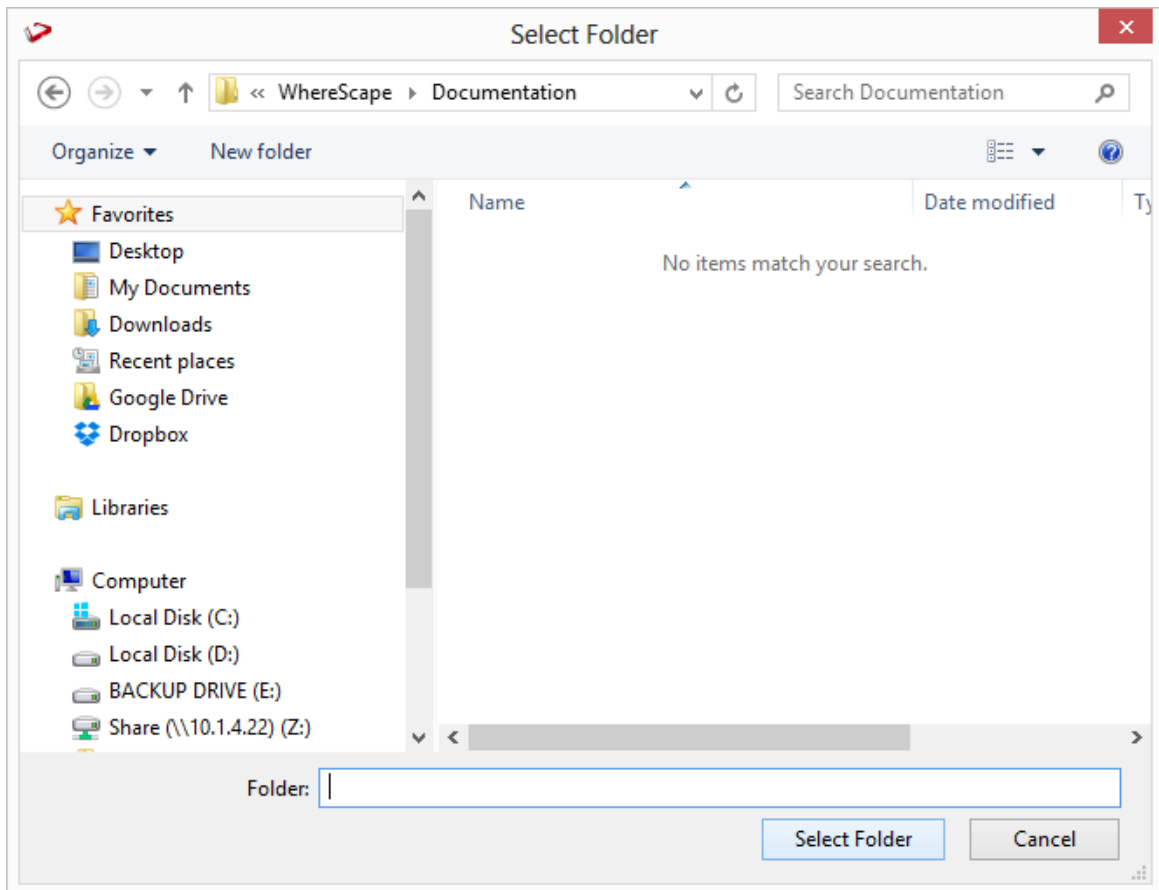 Select Folder
« WhereScape Documentation
Search Documentation
Organize
New folder
Name
Date modified
Ty
No items match your search.
Favorites
Desktop
My Documents
Downloads
Recent places
Google Drive
Dropbox
Libraries
Computer
Local Disk (C:)
Local Disk (D:)
BACKUP DRIVE (E:)
Share (\\10.1.4.22) (Z:)
Folder:
Select Folder
Cancel